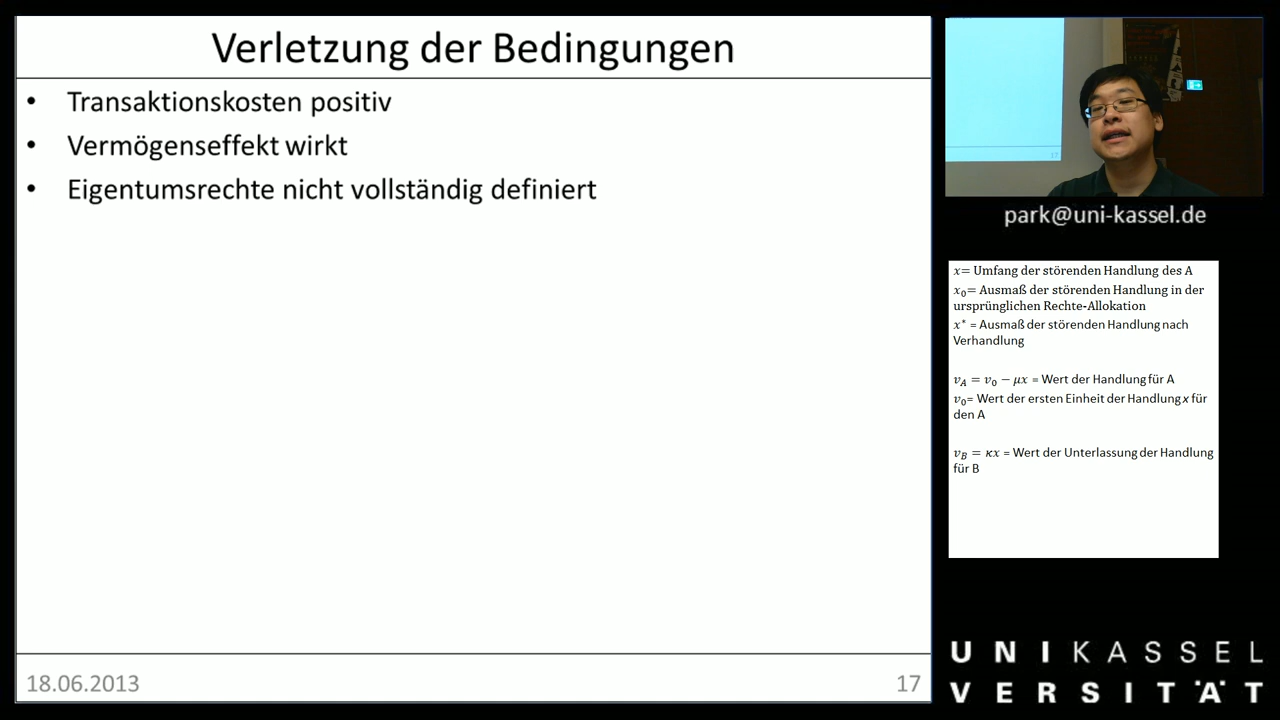 Verletzung der Bedingungen
• Transaktionskosten positiv
• Vermögenseffekt wirkt
• Eigentumsrechte nicht vollständig definiert
18.06.2013
17
17
park@uni-kassel.de
x= Umfang der störenden Handlung des A
x₀= Ausmaß der störenden Handlung in der
ursprünglichen Rechte-Allokation
x* = Ausmaß der störenden Handlung nach
Verhandlung
v_A = v₀ − μx = Wert der Handlung für A
v₀= Wert der ersten Einheit der Handlung x für
den A
v_B = κx = Wert der Unterlassung der Handlung
für B
UNIKASSEL
VERSITÄT